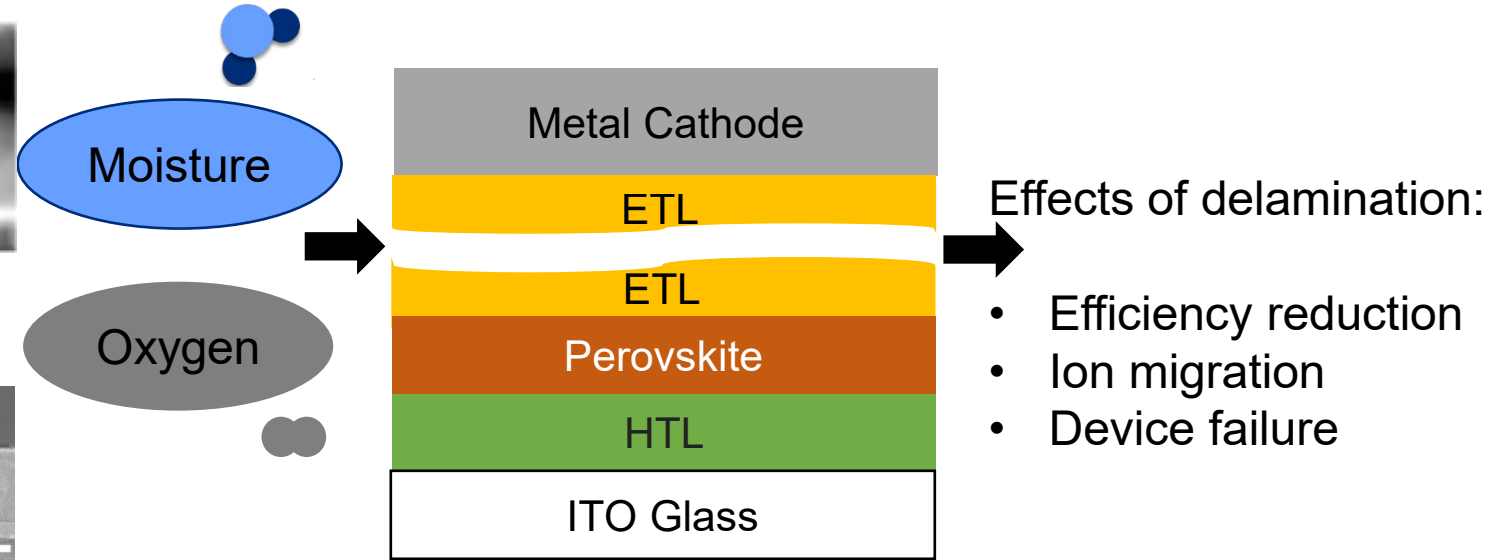 Moisture
Oxygen
Metal Cathode
ETL
ETL
Perovskite
HTL
ITO Glass
Effects of delamination:
• Efficiency reduction
• Ion migration
• Device failure